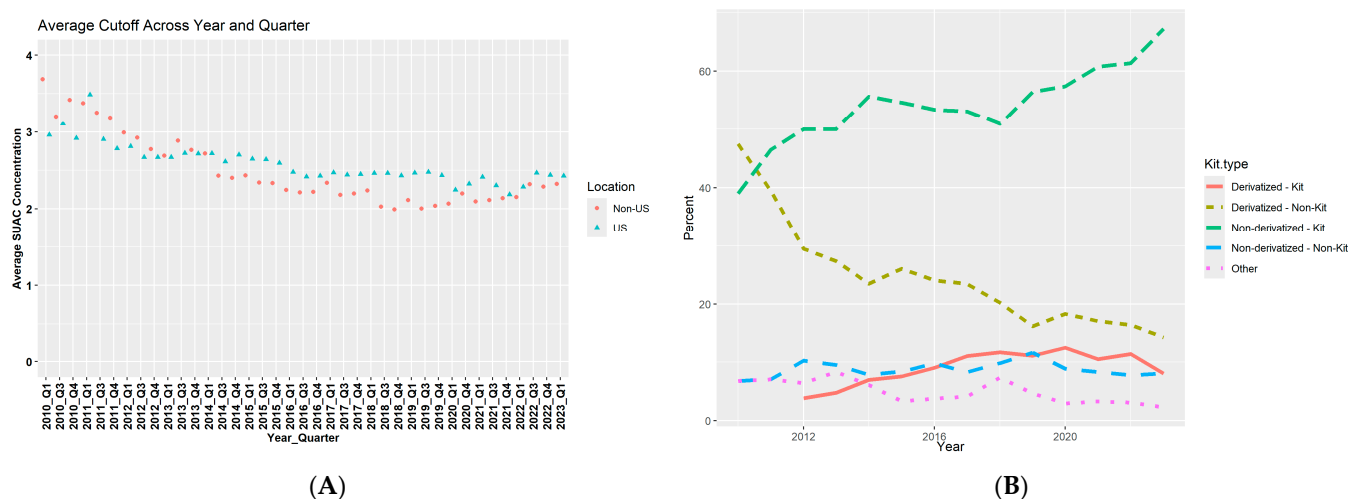 Average Cutoff Across Year and Quarter
4
3
2
1
0
Average SUAC Concentration
2010_Q1
2010_Q3
2010_Q4
2011_Q1
2011_Q3
2011_Q4
2012_Q1
2012_Q3
2012_Q4
2013_Q1
2013_Q3
2013_Q4
2014_Q1
2014_Q3
2014_Q4
2015_Q1
2015_Q3
2015_Q4
2016_Q1
2016_Q3
2016_Q4
2017_Q1
2017_Q3
2017_Q4
2018_Q1
2018_Q3
2018_Q4
2019_Q1
2019_Q3
2019_Q4
2020_Q1
2020_Q4
2021_Q1
2021_Q3
2021_Q4
2022_Q1
2022_Q3
2022_Q4
2023_Q1
Year_Quarter
Location
Non-US
US
(A)
60
40
20
0
Percent
2012
2016
2020
Year
Kit.type
Derivatized - Kit
Derivatized - Non-Kit
Non-derivatized - Kit
Non-derivatized - Non-Kit
Other
(B)